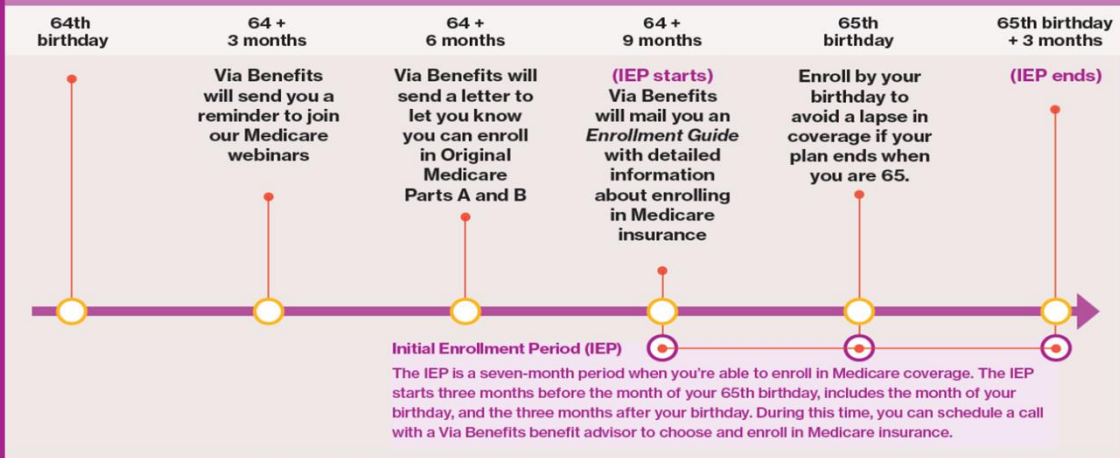 64th
birthday
64 +
3 months
64 +
6 months
64 +
9 months
65th
birthday
65th birthday
+ 3 months
Via Benefits
will send you a
reminder to join
our Medicare
webinars
Via Benefits will
send a letter to
let you know
you can enroll
in Original
Medicare
Parts A and B
(IEP starts)
Via Benefits
will mail you an
Enrollment Guide
with detailed
information
about enrolling
in Medicare
insurance
Enroll by your
birthday to
avoid a lapse in
coverage if your
plan ends when
you are 65.
(IEP ends)
Initial Enrollment Period (IEP)
The IEP is a seven-month period when you're able to enroll in Medicare coverage. The IEP
starts three months before the month of your 65th birthday, includes the month of your
birthday, and the three months after your birthday. During this time, you can schedule a call
with a Via Benefits benefit advisor to choose and enroll in Medicare insurance.